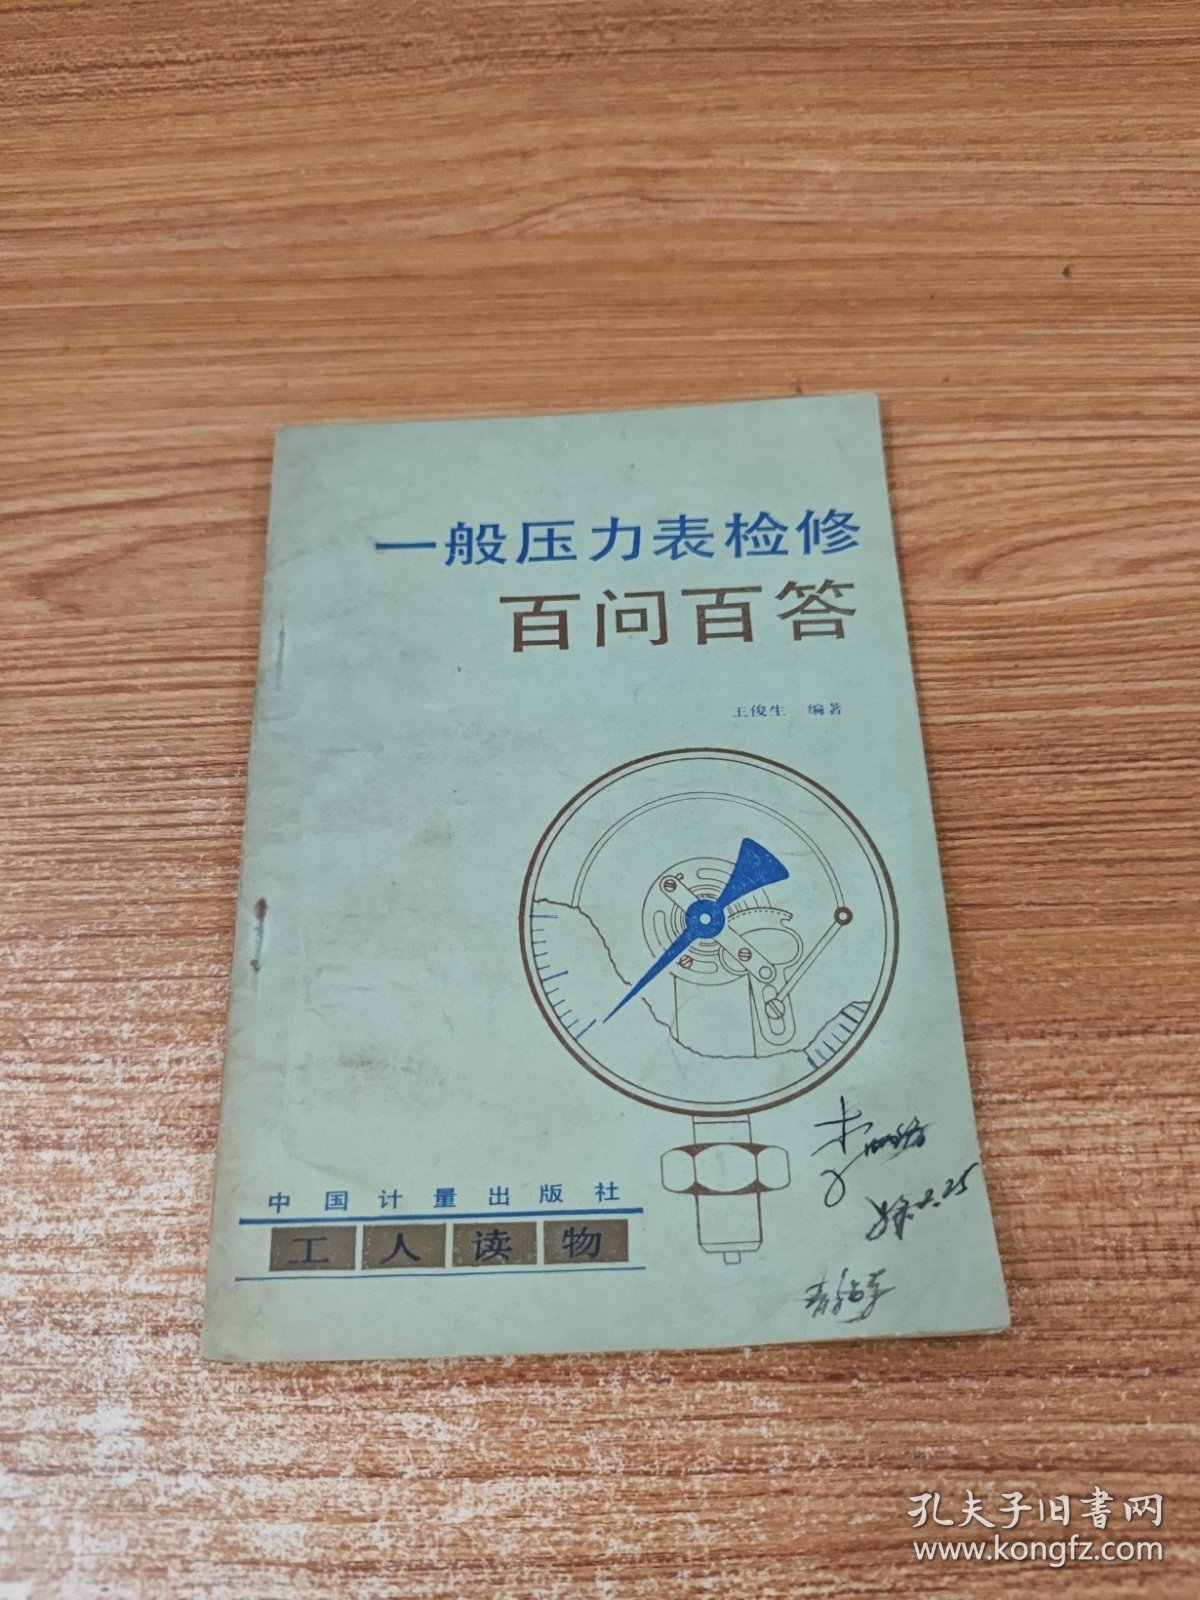 一般压力表检修
百问百答
王俊生 编著
中国计量出版社
工人读物
孔夫子旧书网
www.kongfz.com